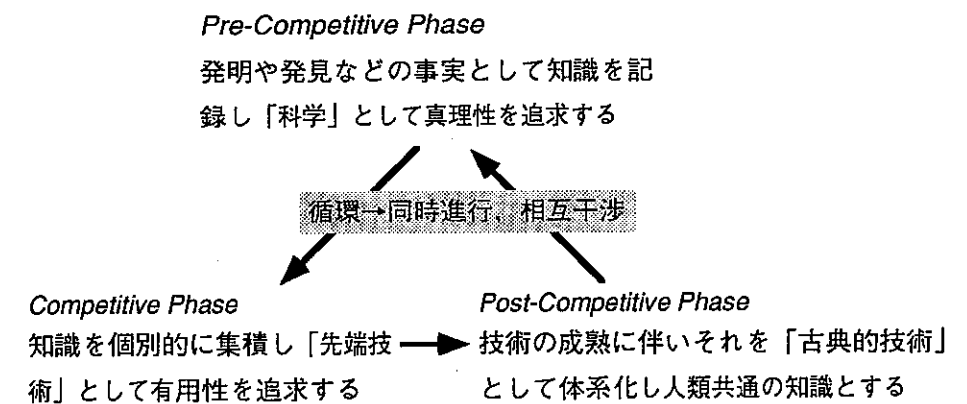 Pre-Competitive Phase
発明や発見などの事実として知識を記
録し「科学」として真理性を追求する
循環→同時進行，相互干渉
Competitive Phase
知識を個別的に集積し「先端技
術」として有用性を追求する
Post-Competitive Phase
技術の成熟に伴いそれを「古典的技術」
として体系化し人類共通の知識とする